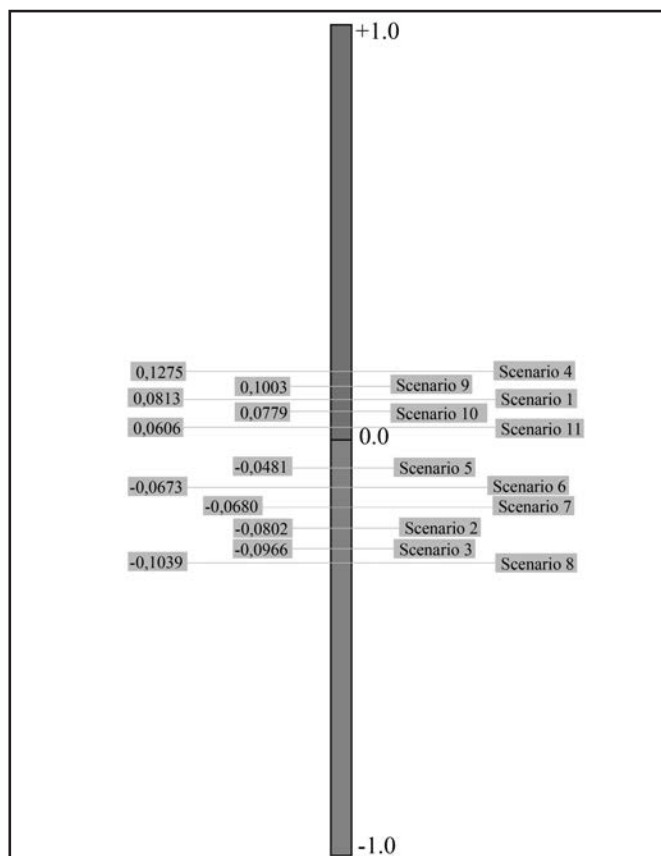 +1.0
0,1275 Scenario 4
0,1003 Scenario 9
0,0813 Scenario 1
0,0779 Scenario 10
0,0606 Scenario 11
0.0
-0,0481 Scenario 5
-0,0673 Scenario 6
-0,0680 Scenario 7
-0,0802 Scenario 2
-0,0966 Scenario 3
-0,1039 Scenario 8
-1.0